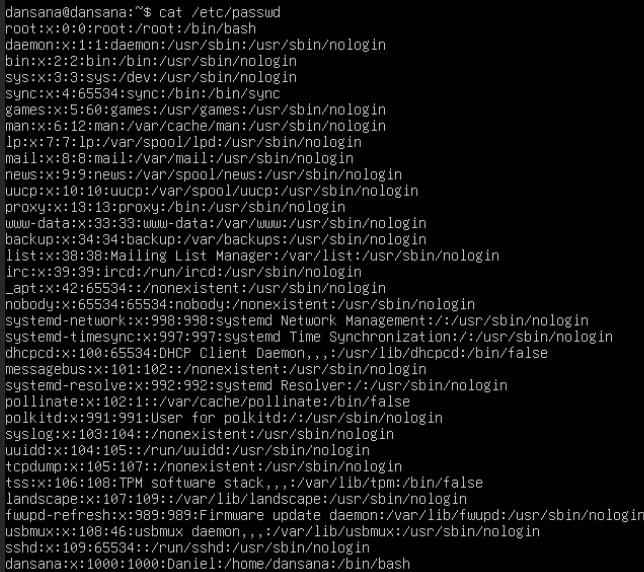 dansana@dansana:~$ cat /etc/passwd
root:x:0:0:root:/root:/bin/bash
daemon:x:1:1:daemon:/usr/sbin:/usr/sbin/nologin
bin:x:2:2:bin:/bin:/usr/sbin/nologin
sys:x:3:3:sys:/dev:/usr/sbin/nologin
sync:x:4:65534:sync:/bin:/bin/sync
games:x:5:60:games:/usr/games:/usr/sbin/nologin
man:x:6:12:man:/var/cache/man:/usr/sbin/nologin
lp:x:7:7:lp:/var/spool/lpd:/usr/sbin/nologin
mail:x:8:8:mail:/var/mail:/usr/sbin/nologin
news:x:9:9:news:/var/spool/news:/usr/sbin/nologin
uucp:x:10:10:uucp:/var/spool/uucp:/usr/sbin/nologin
proxy:x:13:13:proxy:/bin:/usr/sbin/nologin
www-data:x:33:33:www-data:/var/www:/usr/sbin/nologin
backup:x:34:34:backup:/var/backups:/usr/sbin/nologin
list:x:38:38:Mailing List Manager:/var/list:/usr/sbin/nologin
irc:x:39:39:ircd:/run/ircd:/usr/sbin/nologin
_apt:x:42:65534::/nonexistent:/usr/sbin/nologin
nobody:x:65534:65534:nobody:/nonexistent:/usr/sbin/nologin
systemd-network:x:998:998:systemd Network Management:/:/usr/sbin/nologin
systemd-timesync:x:997:997:systemd Time Synchronization:/:/usr/sbin/nologin
dhcpcd:x:100:65534:DHCP Client Daemon,,,:/usr/lib/dhcpcd:/bin/false
messagebus:x:101:102::/nonexistent:/usr/sbin/nologin
systemd-resolve:x:992:992:systemd Resolver:/:/usr/sbin/nologin
pollinate:x:102:1::/var/cache/pollinate:/bin/false
polkitd:x:991:991:User for polkitd:/:/usr/sbin/nologin
syslog:x:103:104::/nonexistent:/usr/sbin/nologin
uuidd:x:104:105::/run/uuidd:/usr/sbin/nologin
tcpdump:x:105:107::/nonexistent:/usr/sbin/nologin
tss:x:106:108:TPM software stack,,,:/var/lib/tpm:/bin/false
landscape:x:107:109::/var/lib/landscape:/usr/sbin/nologin
fwupd-refresh:x:989:989:Firmware update daemon:/var/lib/fwupd:/usr/sbin/nologin
usbmux:x:108:46:usbmux daemon,,,:/var/lib/usbmux:/usr/sbin/nologin
sshd:x:109:65534::/run/sshd:/usr/sbin/nologin
dansana:x:1000:1000:Daniel:/home/dansana:/bin/bash